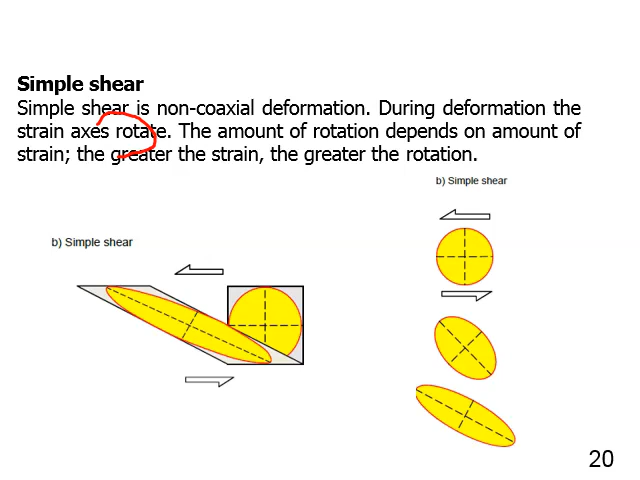 Simple shear
Simple shear is non-coaxial deformation. During deformation the
strain axes rotate. The amount of rotation depends on amount of
strain; the greater the strain, the greater the rotation.
b) Simple shear
b) Simple shear
20